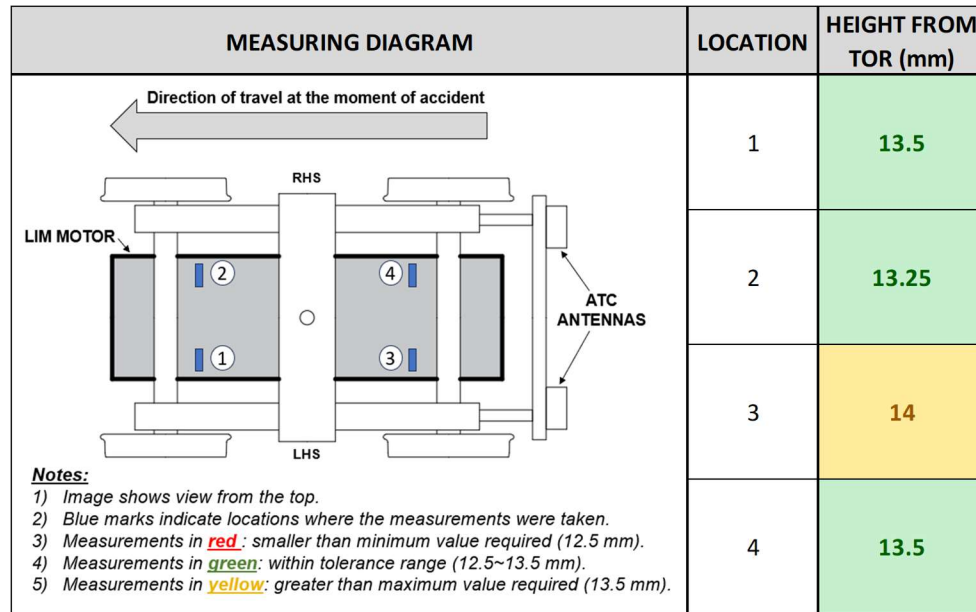 MEASURING DIAGRAM
LOCATION
HEIGHT FROM
TOR (mm)
Direction of travel at the moment of accident
RHS
LIM MOTOR
2
4
ATC
ANTENNAS
1
3
LHS
Notes:
1) Image shows view from the top.
2) Blue marks indicate locations where the measurements were taken.
3) Measurements in red : smaller than minimum value required (12.5 mm).
4) Measurements in green: within tolerance range (12.5~13.5 mm).
5) Measurements in yellow: greater than maximum value required (13.5 mm).
1 13.5
2 13.25
3 14
4 13.5